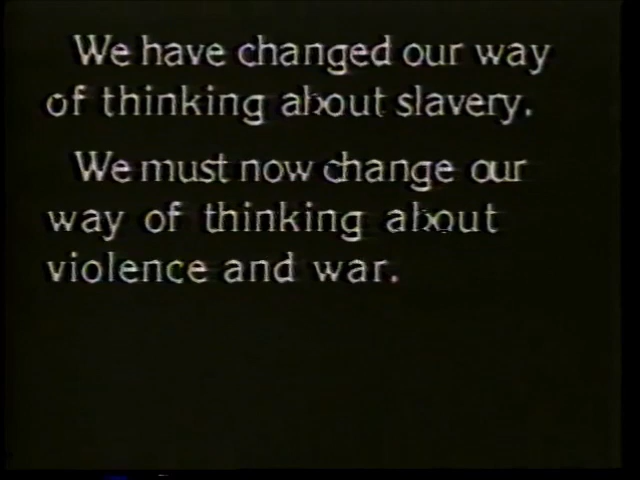 We have changed our way
of thinking about slavery.
We must now change our
way of thinking about
violence and war.